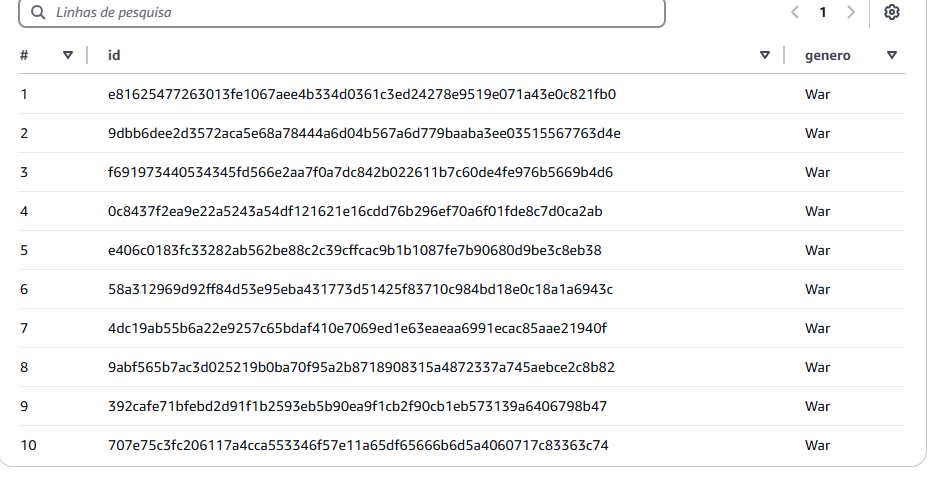 Linhas de pesquisa
1
# id genero
1 e81625477263013fe1067aee4b334d0361c3ed24278e9519e071a43e0c821fb0 War
2 9dbb6dee2d3572aca5e68a78444a6d04b567a6d779baaba3ee03515567763d4e War
3 f691973440534345fd566e2aa7f0a7dc842b022611b7c60de4fe976b5669b4d6 War
4 0c8437f2ea9e22a5243a54df121621e16cdd76b296ef70a6f01fde8c7d0ca2ab War
5 e406c0183fc33282ab562be88c2c39cffcac9b1b1087fe7b90680d9be3c8eb38 War
6 58a312969d92ff84d53e95eba431773d51425f83710c984bd18e0c18a1a6943c War
7 4dc19ab55b6a22e9257c65bdaf410e7069ed1e63eaeaa6991ecac85aae21940f War
8 9abf565b7ac3d025219b0ba70f95a2b8718908315a4872337a745aebce2c8b82 War
9 392cafe71bfebd2d91f1b2593eb5b90ea9f1cb2f90cb1eb573139a6406798b47 War
10 707e75c3fc206117a4cca553346f57e11a65df65666b6d5a4060717c83363c74 War